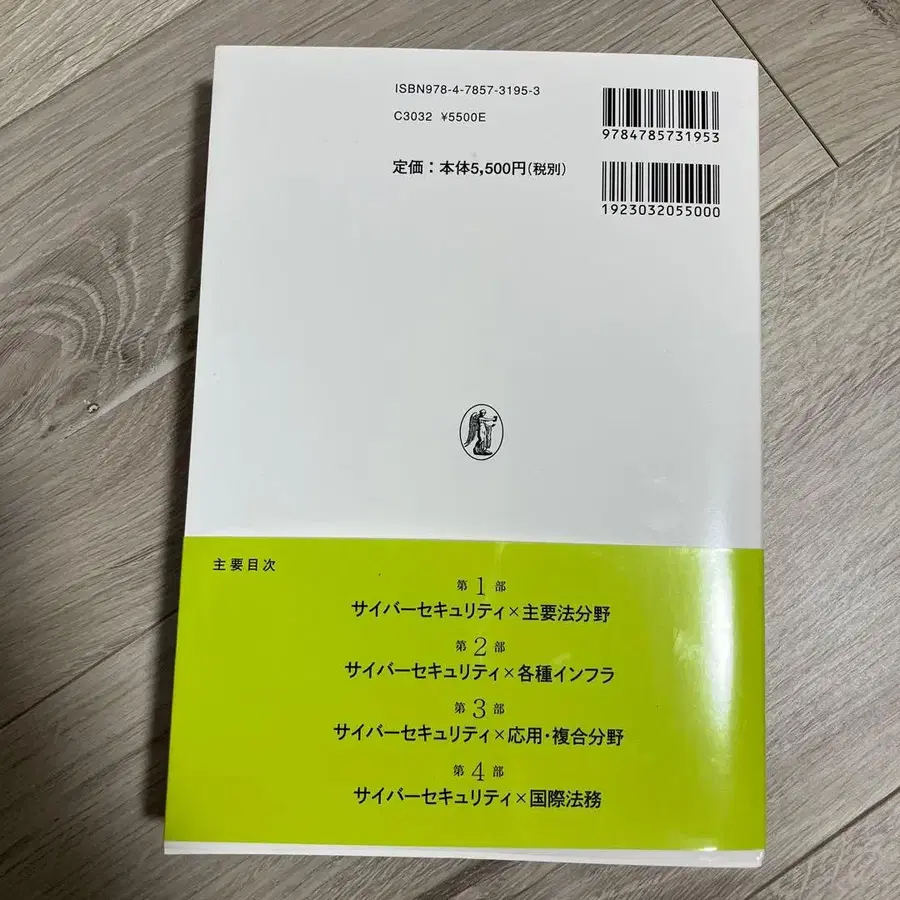 ISBN978-4-7857-3195-3
C3032 ¥5500E
定価：本体5,500円(税別)
9784785731953
1923032055000
主要目次
第1部
サイバーセキュリティ×主要法分野
第2部
サイバーセキュリティ×各種インフラ
第3部
サイバーセキュリティ×応用・複合分野
第4部
サイバーセキュリティ×国際法務